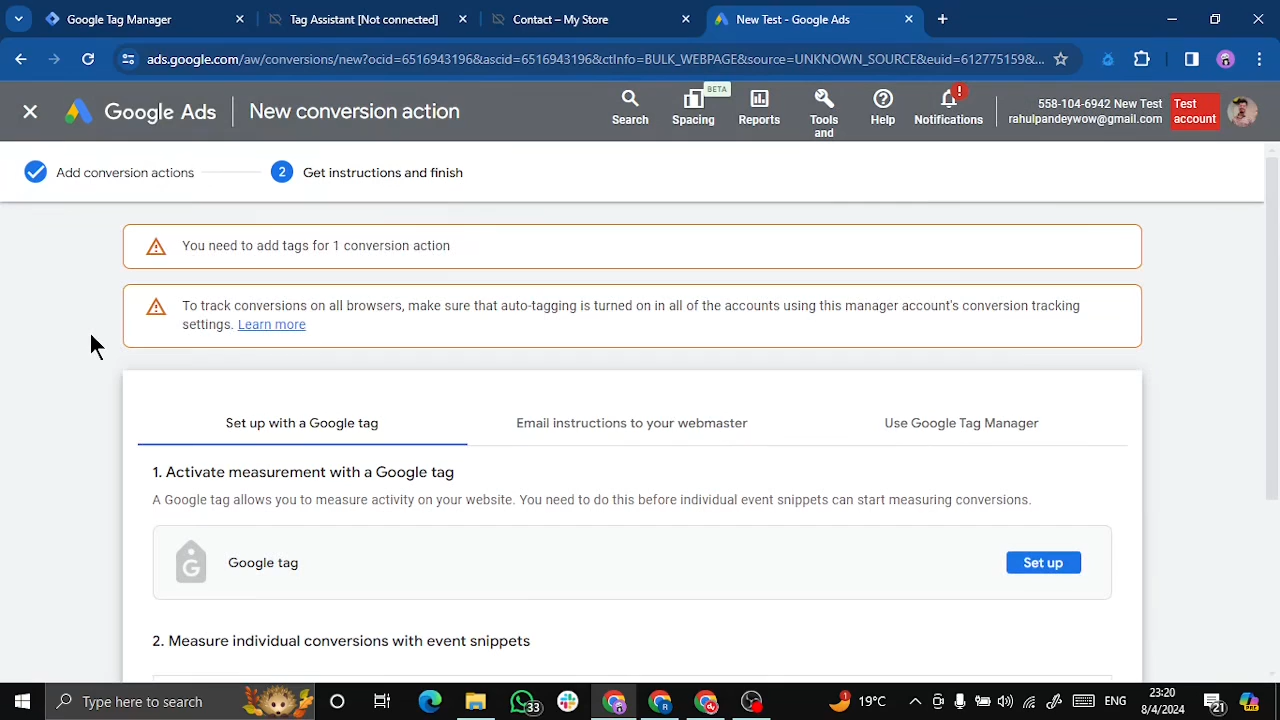 Google Tag Manager
Tag Assistant [Not connected]
Contact – My Store
New Test - Google Ads
ads.google.com/aw/conversions/new?ocid=6516943196&ascid=6516943196&ctInfo=BULK_WEBPAGE&source=UNKNOWN_SOURCE&euid=612775159&...
Google Ads
New conversion action
Search
BETA
Spacing
Reports
Tools
and
Help
!
Notifications
558-104-6942 New Test
rahulpandeywow@gmail.com
Test
account
Add conversion actions
2
Get instructions and finish
You need to add tags for 1 conversion action
To track conversions on all browsers, make sure that auto-tagging is turned on in all of the accounts using this manager account's conversion tracking
settings. Learn more
Set up with a Google tag
Email instructions to your webmaster
Use Google Tag Manager
1. Activate measurement with a Google tag
A Google tag allows you to measure activity on your website. You need to do this before individual event snippets can start measuring conversions.
G
Google tag
Set up
2. Measure individual conversions with event snippets
Type here to search
33
1
19°C
ENG
23:20
8/4/2024
21